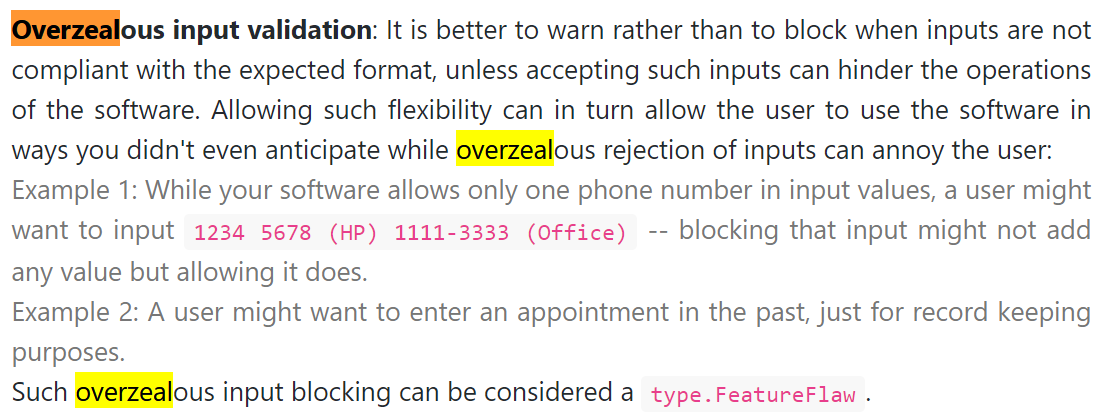 Overzealous input validation: It is better to warn rather than to block when inputs are not
compliant with the expected format, unless accepting such inputs can hinder the operations
of the software. Allowing such flexibility can in turn allow the user to use the software in
ways you didn't even anticipate while overzealous rejection of inputs can annoy the user:
Example 1: While your software allows only one phone number in input values, a user might
want to input 1234 5678 (HP) 1111-3333 (Office) -- blocking that input might not add
any value but allowing it does.
Example 2: A user might want to enter an appointment in the past, just for record keeping
purposes.
Such overzealous input blocking can be considered a type.FeatureFlaw.